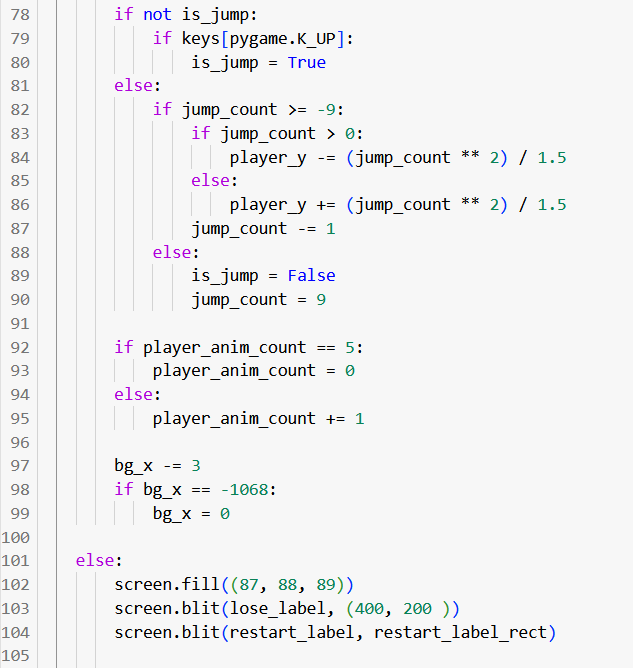 78 if not is_jump:
79 if keys[pygame.K_UP]:
80 is_jump = True
81 else:
82 if jump_count >= -9:
83 if jump_count > 0:
84 player_y -= (jump_count ** 2) / 1.5
85 else:
86 player_y += (jump_count ** 2) / 1.5
87 jump_count -= 1
88 else:
89 is_jump = False
90 jump_count = 9
91
92 if player_anim_count == 5:
93 player_anim_count = 0
94 else:
95 player_anim_count += 1
96
97 bg_x -= 3
98 if bg_x == -1068:
99 bg_x = 0
100
101 else:
102 screen.fill((87, 88, 89))
103 screen.blit(lose_label, (400, 200 ))
104 screen.blit(restart_label, restart_label_rect)
105